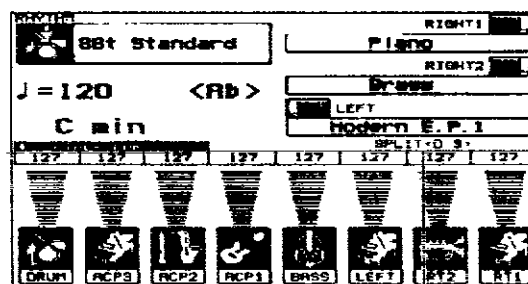 RHYTHM
RIGHT1
8Bt Standard
Piano
RIGHT2
♩=120 <Ab>
Brass
LEFT
C min
Modern E.P.1
SPLIT<D 3>
127 127 127 127 127 127 127 127
DRUM ACP3 ACP2 ACP1 BASS LEFT RT2 RT1